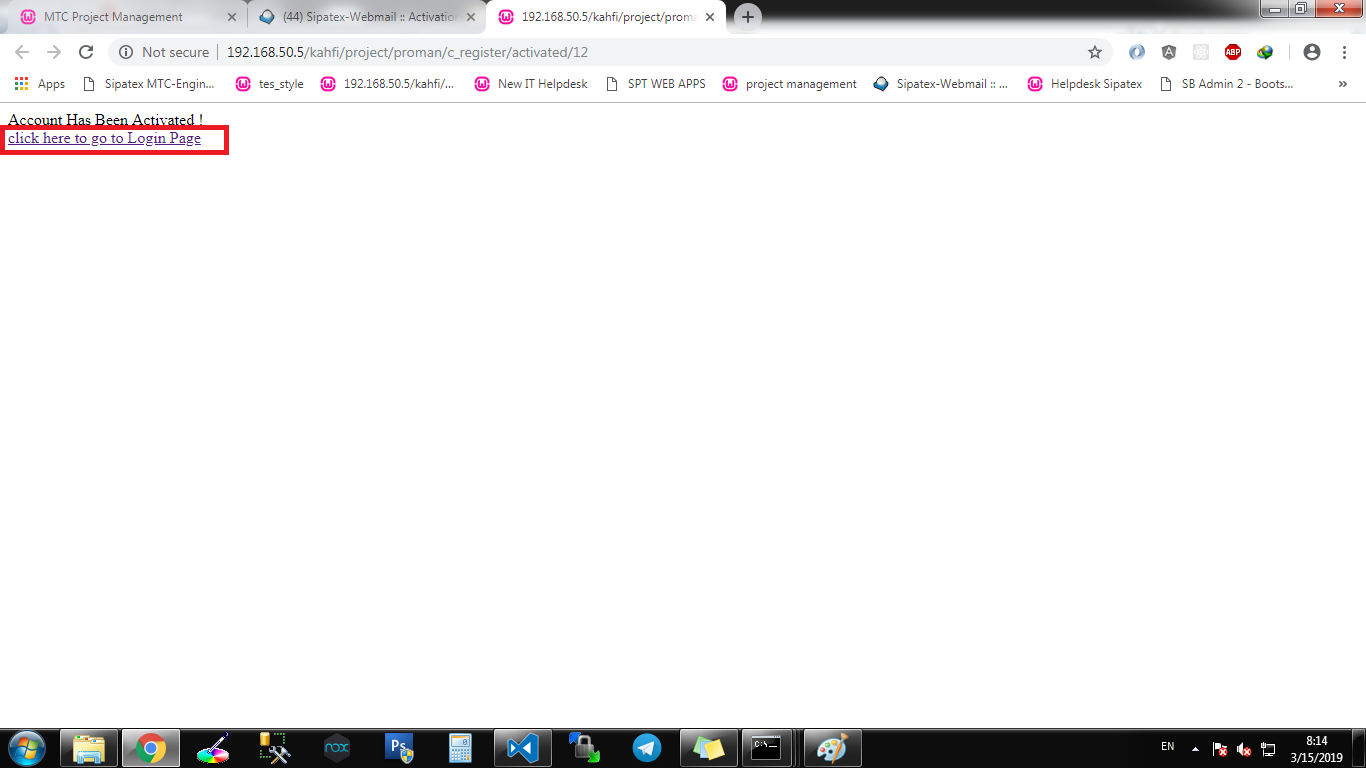 MTC Project Management
(44) Sipatex-Webmail :: Activatio
192.168.50.5/kahfi/project/proma
Not secure
192.168.50.5/kahfi/project/proman/c_register/activated/12
ABP
Apps
Sipatex MTC-Engin...
tes_style
192.168.50.5/kahfi/...
New IT Helpdesk
SPT WEB APPS
project management
Sipatex-Webmail :: ...
Helpdesk Sipatex
SB Admin 2 - Boots...
Account Has Been Activated !
click here to go to Login Page
nox
Ps
C:\_
EN
8:14
3/15/2019